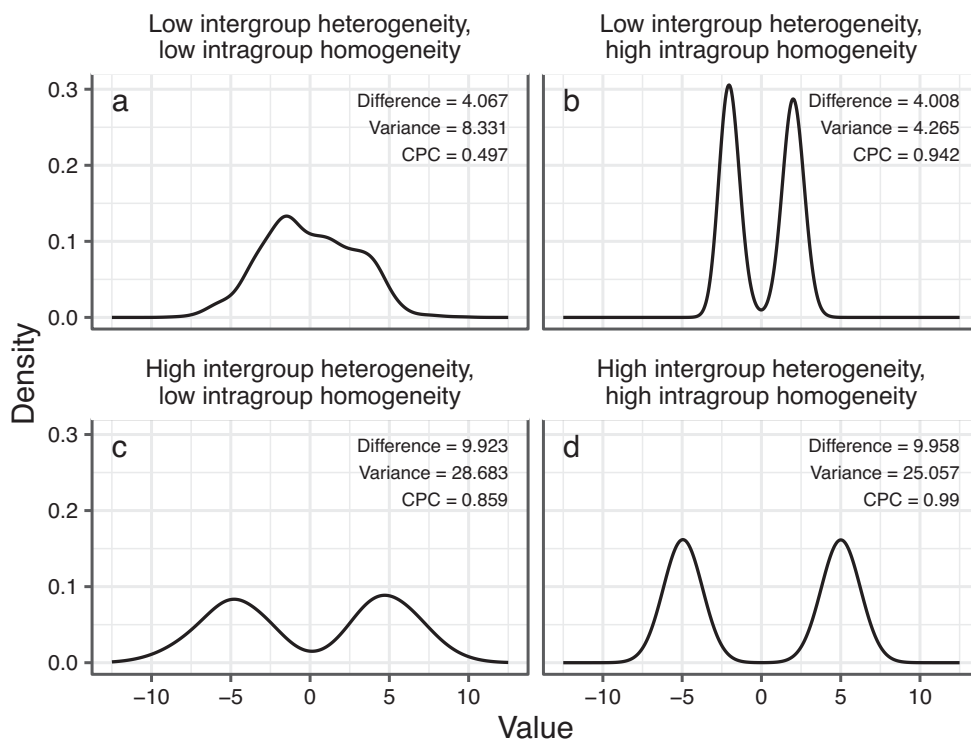 Low intergroup heterogeneity,
low intragroup homogeneity
Low intergroup heterogeneity,
high intragroup homogeneity
a
Difference = 4.067
Variance = 8.331
CPC = 0.497
b
Difference = 4.008
Variance = 4.265
CPC = 0.942
0.3
0.2
0.1
0.0
Density
High intergroup heterogeneity,
low intragroup homogeneity
High intergroup heterogeneity,
high intragroup homogeneity
c
Difference = 9.923
Variance = 28.683
CPC = 0.859
d
Difference = 9.958
Variance = 25.057
CPC = 0.99
0.3
0.2
0.1
0.0
−10 −5 0 5 10
−10 −5 0 5 10
Value